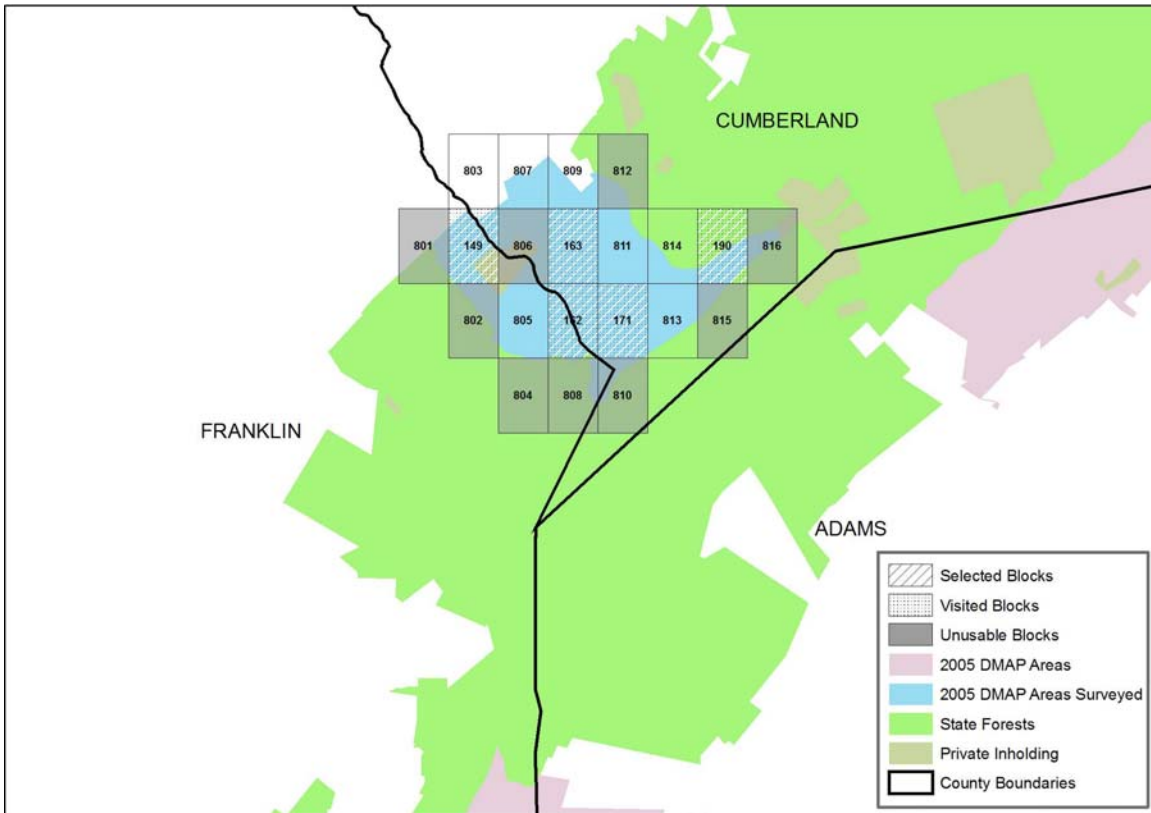 CUMBERLAND
803 807 809 812
801 149 806 163 811 814 190 816
802 805 162 171 813 815
804 808 810
FRANKLIN
ADAMS
Selected Blocks
Visited Blocks
Unusable Blocks
2005 DMAP Areas
2005 DMAP Areas Surveyed
State Forests
Private Inholding
County Boundaries